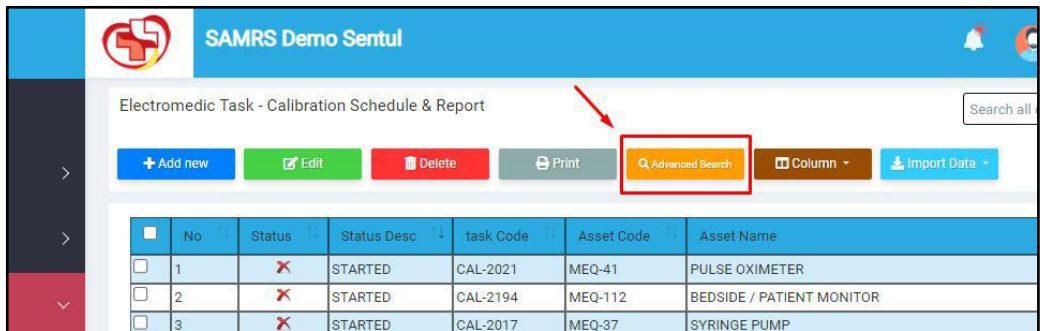 SAMRS Demo Sentul
Electromedic Task - Calibration Schedule & Report
Search all
Add new Edit Delete Print Advanced Search Column Import Data
No Status Status Desc task Code Asset Code Asset Name
1 STARTED CAL-2021 MEQ-41 PULSE OXIMETER
2 STARTED CAL-2194 MEQ-112 BEDSIDE / PATIENT MONITOR
3 STARTED CAL-2017 MEQ-37 SYRINGE PUMP